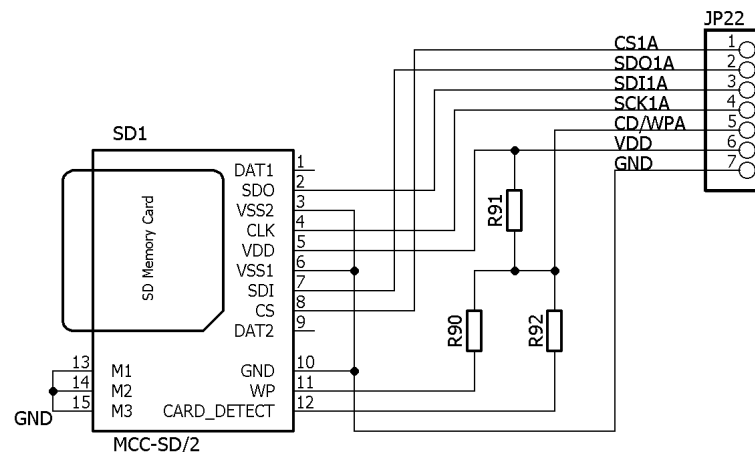 JP22
CS1A 1
SDO1A 2
SDI1A 3
SCK1A 4
CD/WPA 5
VDD 6
GND 7
SD1
SD Memory Card
DAT1 1
SDO 2
VSS2 3
CLK 4
VDD 5
VSS1 6
SDI 7
CS 8
DAT2 9
13 M1 GND 10
14 M2 WP 11
15 M3 CARD_DETECT 12
GND
MCC-SD/2
R91
R90
R92